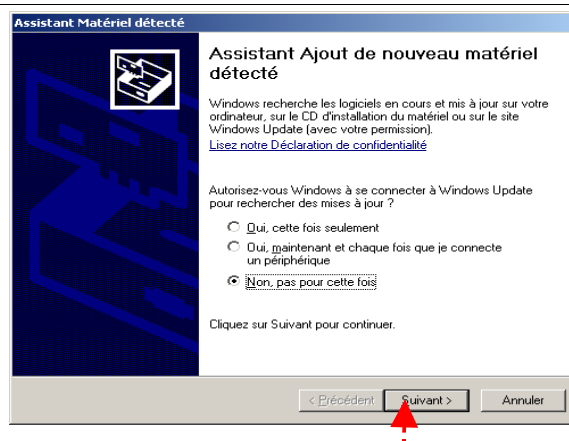 Assistant Matériel détecté
Assistant Ajout de nouveau matériel
détecté
Windows recherche les logiciels en cours et mis à jour sur votre
ordinateur, sur le CD d'installation du matériel ou sur le site
Windows Update (avec votre permission).
Lisez notre Déclaration de confidentialité
Autorisez-vous Windows à se connecter à Windows Update
pour rechercher des mises à jour ?
Oui, cette fois seulement
Oui, maintenant et chaque fois que je connecte
un périphérique
Non, pas pour cette fois
Cliquez sur Suivant pour continuer.
< Précédent Suivant > Annuler